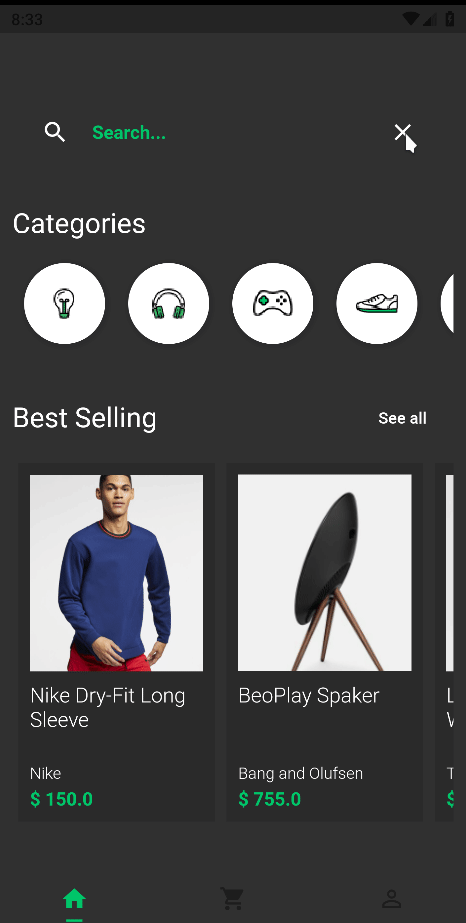 8:33
Search...
Categories
Best Selling
See all
Nike Dry-Fit Long
Sleeve
Nike
$ 150.0
BeoPlay Spaker
Bang and Olufsen
$ 755.0
L
T
$